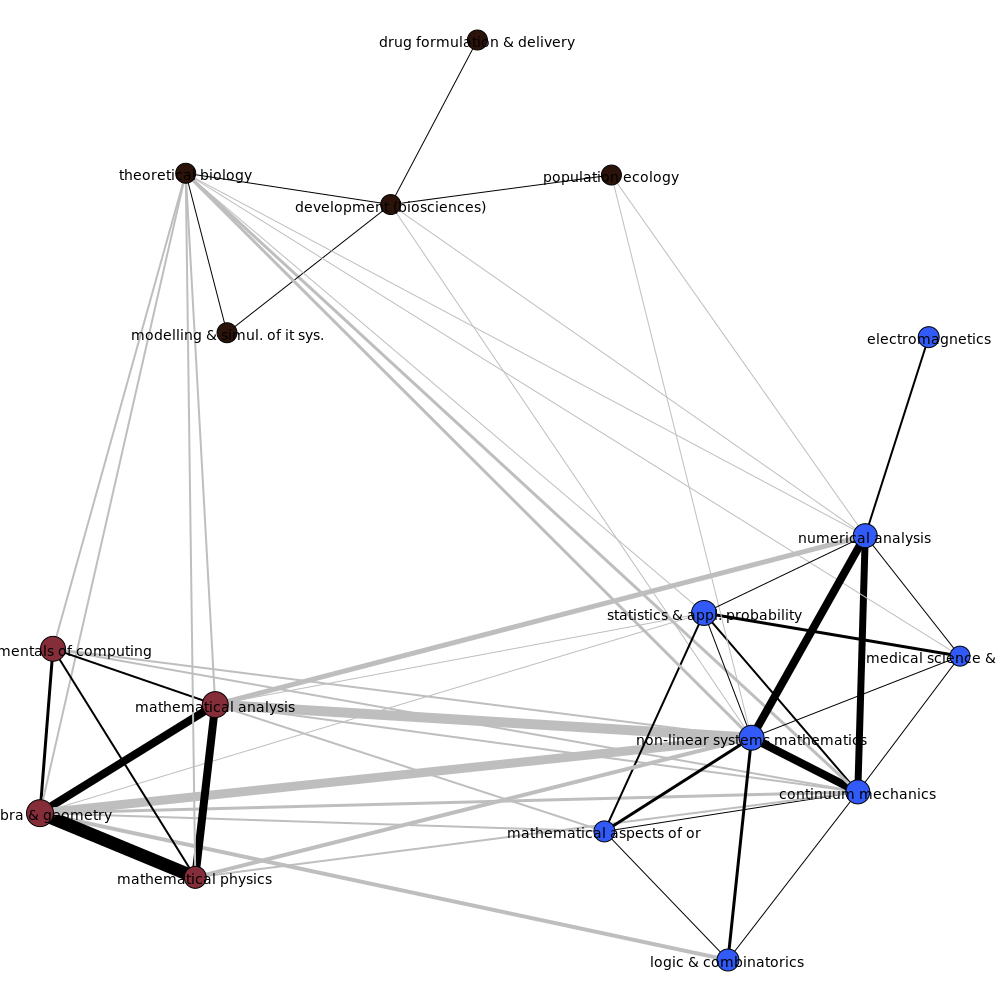 drug formulation & delivery
theoretical biology
population ecology
development (biosciences)
modelling & simul. of it sys.
electromagnetics
numerical analysis
statistics & appl. probability
mentals of computing
medical science &
mathematical analysis
non-linear systems mathematics
continuum mechanics
bra & geometry
mathematical aspects of or
mathematical physics
logic & combinatorics